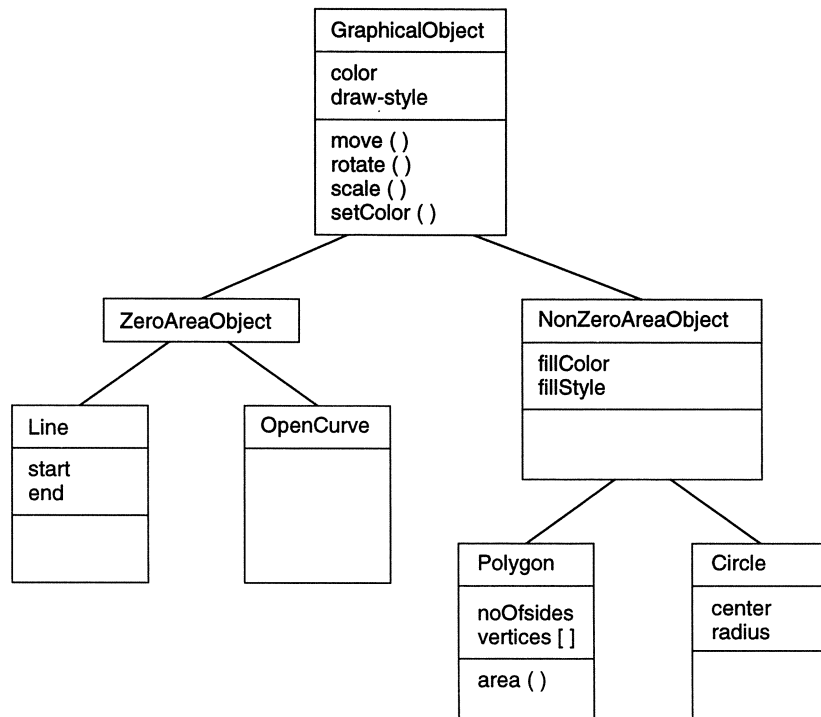 GraphicalObject
color
draw-style
move ( )
rotate ( )
scale ( )
setColor ( )
ZeroAreaObject
NonZeroAreaObject
fillColor
fillStyle
Line
start
end
OpenCurve
Polygon
noOfsides
vertices [ ]
area ( )
Circle
center
radius